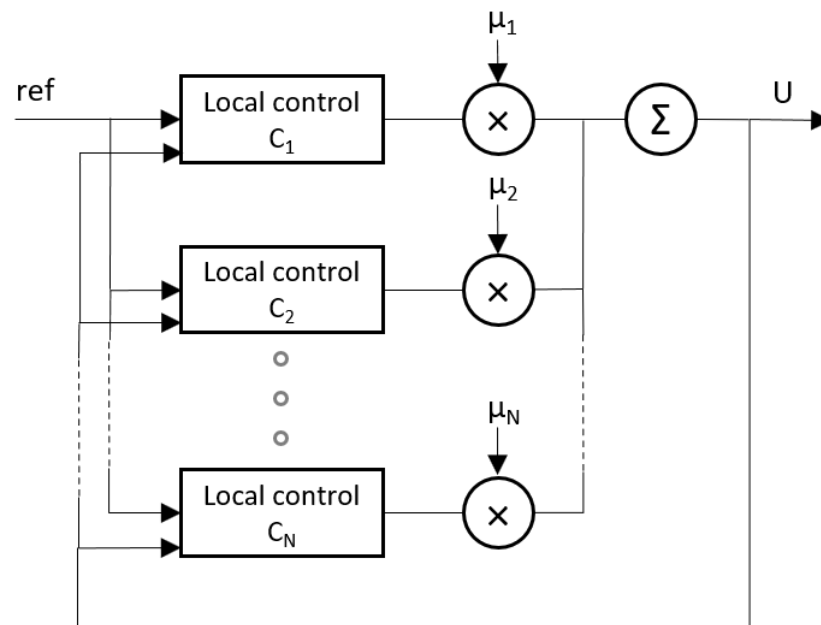 μ1
ref
Local control
C1
×
Σ
U
μ2
Local control
C2
×
μN
Local control
CN
×